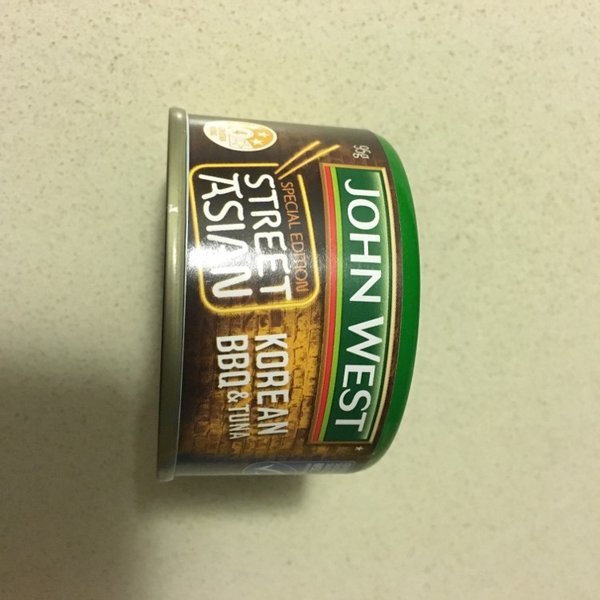 95g
JOHN WEST
SPECIAL EDITION
STREET
ASIAN
KOREAN
BBQ & TUNA